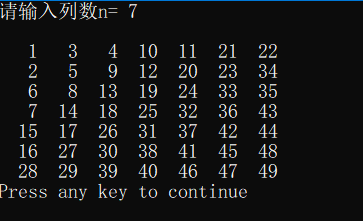 请输入列数n= 7
1 3 4 10 11 21 22
2 5 9 12 20 23 34
6 8 13 19 24 33 35
7 14 18 25 32 36 43
15 17 26 31 37 42 44
16 27 30 38 41 45 48
28 29 39 40 46 47 49
Press any key to continue